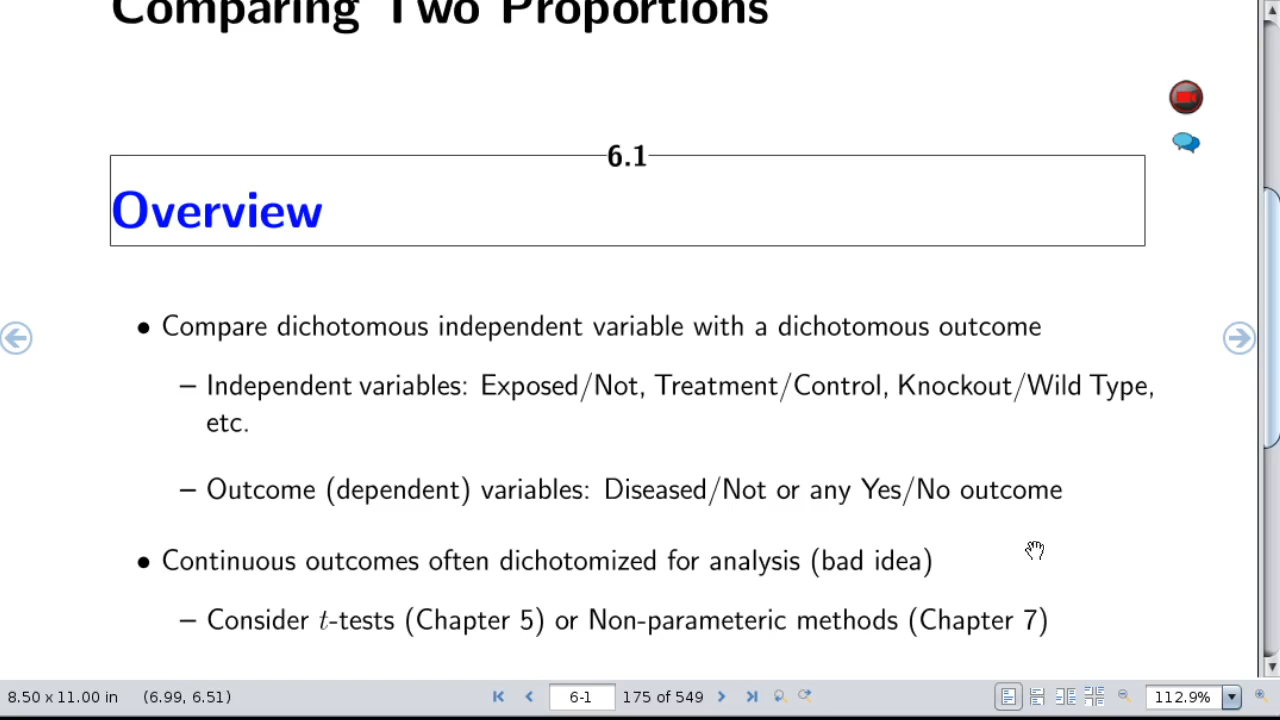 Comparing Two Proportions
6.1
Overview
• Compare dichotomous independent variable with a dichotomous outcome
– Independent variables: Exposed/Not, Treatment/Control, Knockout/Wild Type,
etc.
– Outcome (dependent) variables: Diseased/Not or any Yes/No outcome
• Continuous outcomes often dichotomized for analysis (bad idea)
– Consider t-tests (Chapter 5) or Non-parameteric methods (Chapter 7)
8.50 x 11.00 in (6.99, 6.51) 6-1 175 of 549 112.9%